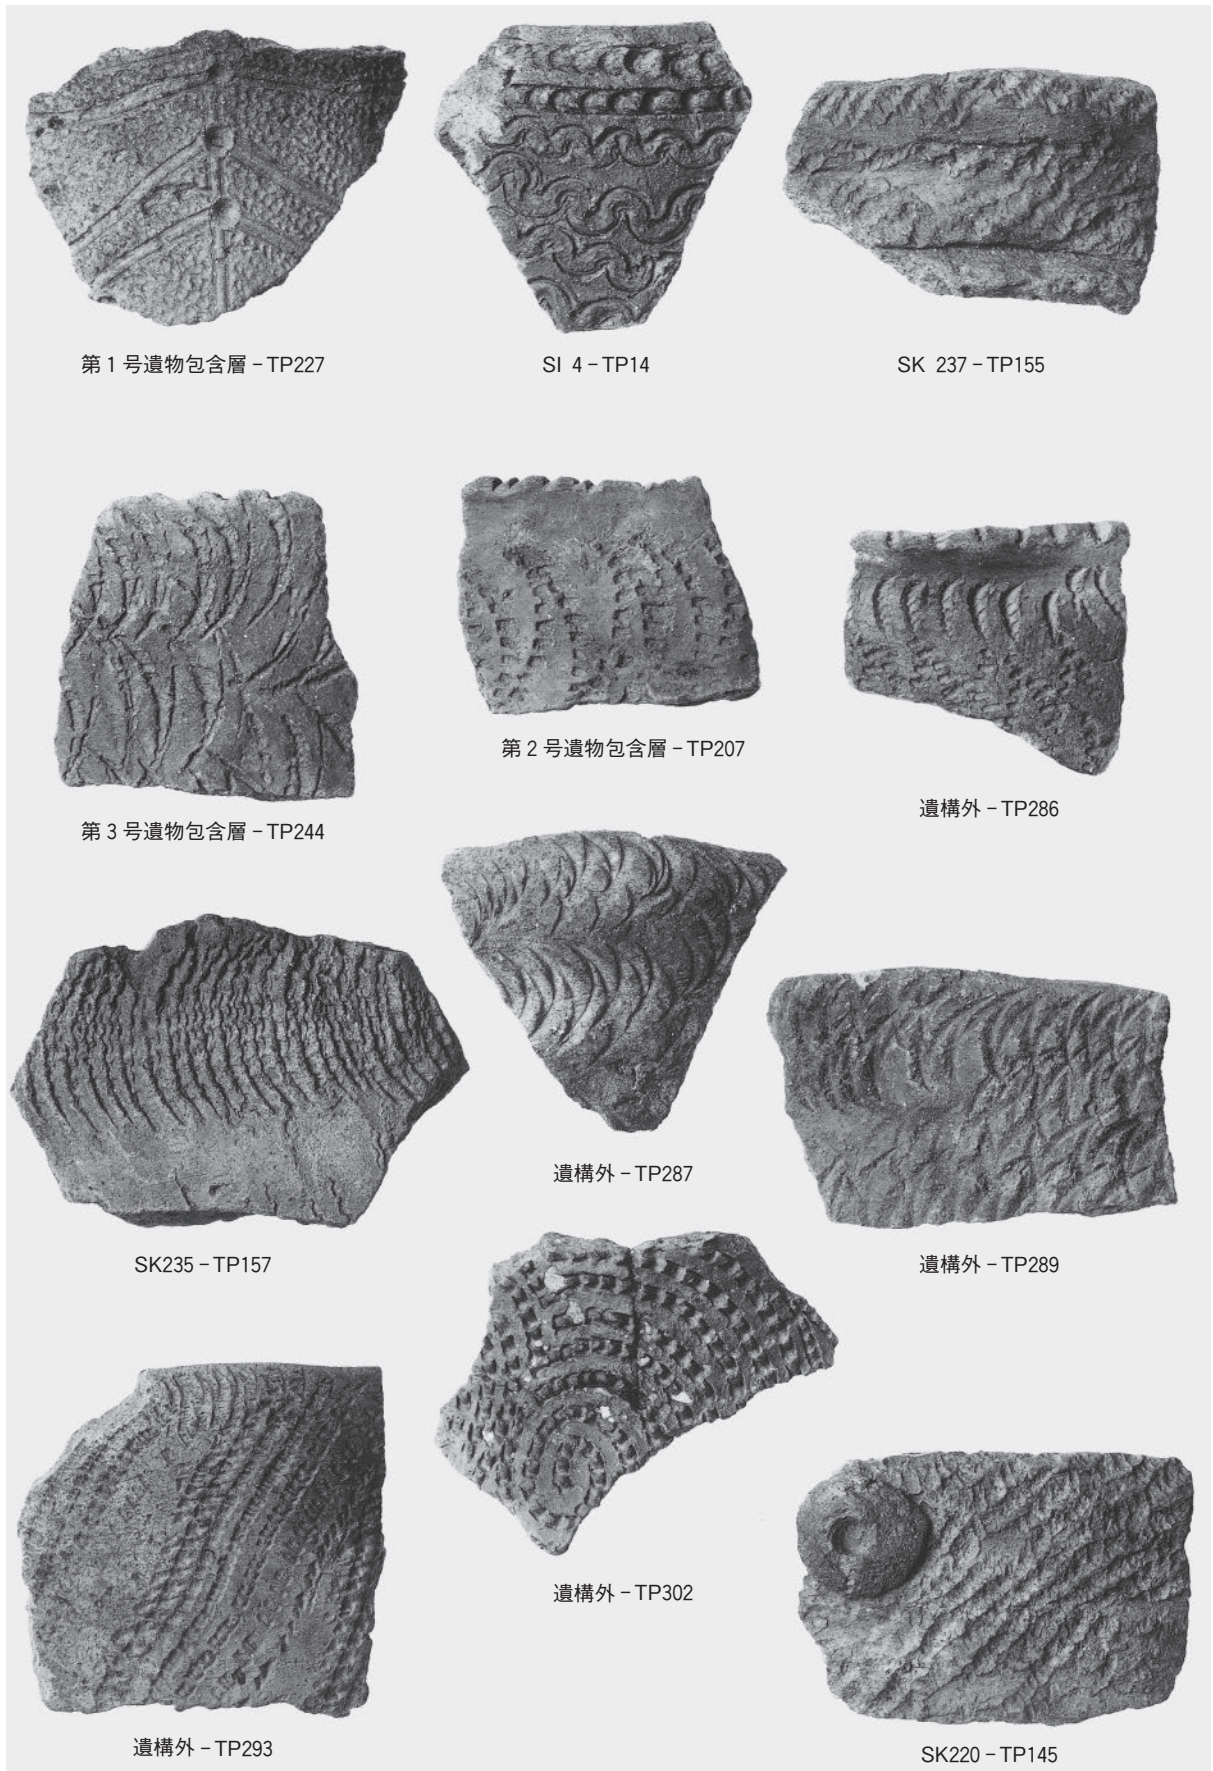 第1号遺物包含層－TP227
SI 4－TP14
SK 237－TP155
第3号遺物包含層－TP244
第2号遺物包含層－TP207
遺構外－TP286
SK235－TP157
遺構外－TP287
遺構外－TP289
遺構外－TP293
遺構外－TP302
SK220－TP145